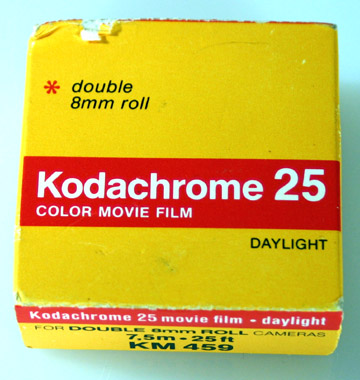 * double
8mm roll
Kodachrome 25
COLOR MOVIE FILM
DAYLIGHT
Kodachrome 25 movie film - daylight
FOR DOUBLE 8mm ROLL CAMERAS
7,5m - 25 ft
KM 459